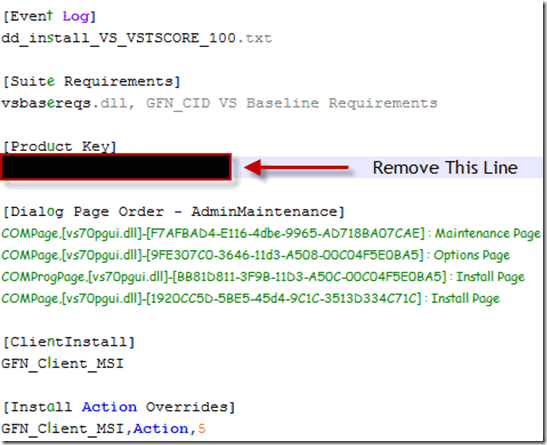 [Event Log]
dd_install_VS_VSTSCORE_100.txt
[Suite Requirements]
vsbasereqs.dll, GFN_CID VS Baseline Requirements
[Product Key]
Remove This Line
[Dialog Page Order - AdminMaintenance]
COMPage,[vs70pgui.dll]-[F7AFBAD4-E116-4dbe-9965-AD718BA07CAE] : Maintenance Page
COMPage,[vs70pgui.dll]-[9FE307C0-3646-11d3-A508-00C04F5E0BA5] : Options Page
COMProgPage,[vs70pgui.dll]-[BB81D811-3F9B-11D3-A50C-00C04F5E0BA5] : Install Page
COMPage,[vs70pgui.dll]-[1920CC5D-5BE5-45d4-9C1C-3513D334C71C] : Install Page
[ClientInstall]
GFN_Client_MSI
[Install Action Overrides]
GFN_Client_MSI,Action,5